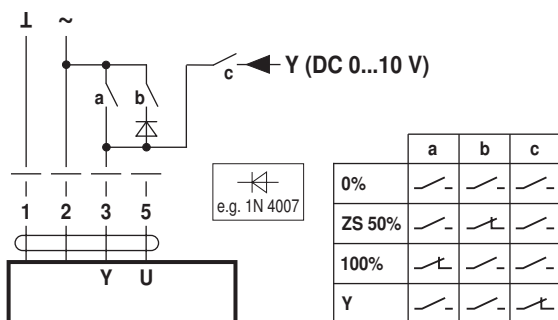 ⊥ ~
a b c Y (DC 0...10 V)
1 2 3 5
Y U
e.g. 1N 4007
a b c
0%
ZS 50%
100%
Y